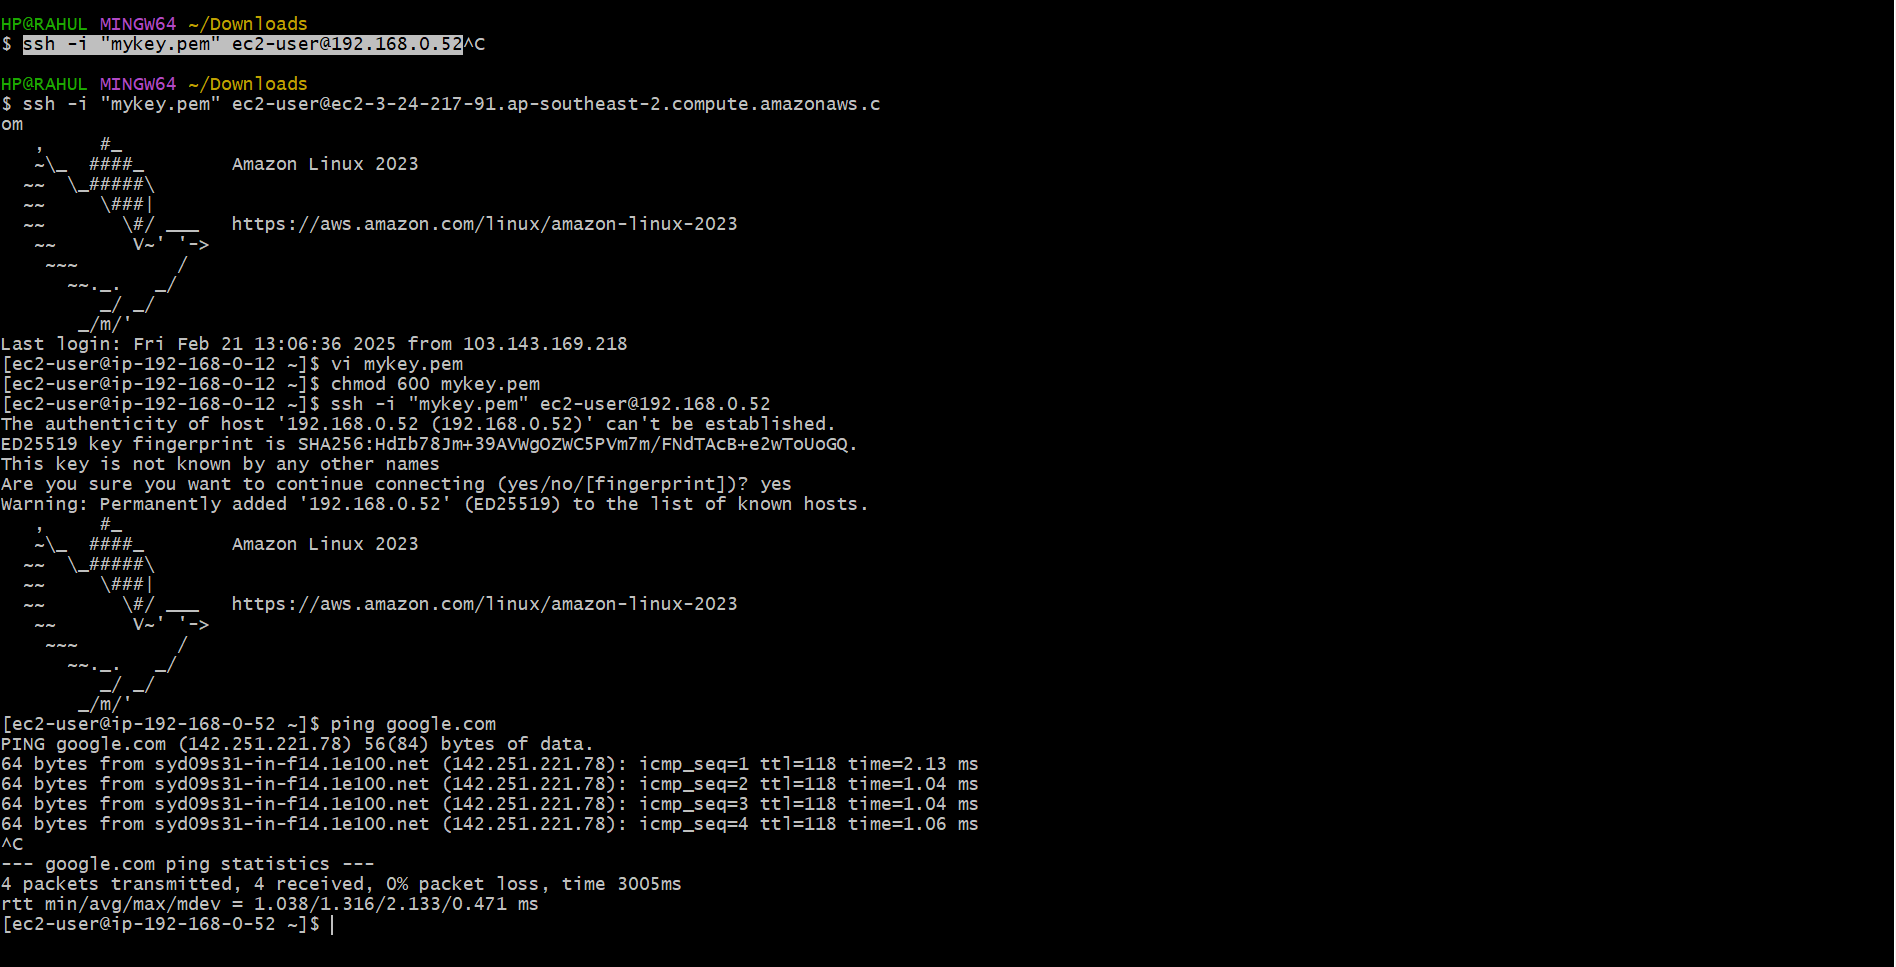 HP@RAHUL MINGW64 ~/Downloads
$ ssh -i "mykey.pem" ec2-user@192.168.0.52^C

HP@RAHUL MINGW64 ~/Downloads
$ ssh -i "mykey.pem" ec2-user@ec2-3-24-217-91.ap-southeast-2.compute.amazonaws.c
om
   ,     #_
   ~\_  ####_        Amazon Linux 2023
  ~~  \_#####\
  ~~     \###|
  ~~       \#/ ___   https://aws.amazon.com/linux/amazon-linux-2023
   ~~       V~' '->
    ~~~         /
      ~~._.   _/
         _/ _/
       _/m/'
Last login: Fri Feb 21 13:06:36 2025 from 103.143.169.218
[ec2-user@ip-192-168-0-12 ~]$ vi mykey.pem
[ec2-user@ip-192-168-0-12 ~]$ chmod 600 mykey.pem
[ec2-user@ip-192-168-0-12 ~]$ ssh -i "mykey.pem" ec2-user@192.168.0.52
The authenticity of host '192.168.0.52 (192.168.0.52)' can't be established.
ED25519 key fingerprint is SHA256:HdIb78Jm+39AVWgOZWC5PVm7m/FNdTAcB+e2wToUoGQ.
This key is not known by any other names
Are you sure you want to continue connecting (yes/no/[fingerprint])? yes
Warning: Permanently added '192.168.0.52' (ED25519) to the list of known hosts.
   ,     #_
   ~\_  ####_        Amazon Linux 2023
  ~~  \_#####\
  ~~     \###|
  ~~       \#/ ___   https://aws.amazon.com/linux/amazon-linux-2023
   ~~       V~' '->
    ~~~         /
      ~~._.   _/
         _/ _/
       _/m/'
[ec2-user@ip-192-168-0-52 ~]$ ping google.com
PING google.com (142.251.221.78) 56(84) bytes of data.
64 bytes from syd09s31-in-f14.1e100.net (142.251.221.78): icmp_seq=1 ttl=118 time=2.13 ms
64 bytes from syd09s31-in-f14.1e100.net (142.251.221.78): icmp_seq=2 ttl=118 time=1.04 ms
64 bytes from syd09s31-in-f14.1e100.net (142.251.221.78): icmp_seq=3 ttl=118 time=1.04 ms
64 bytes from syd09s31-in-f14.1e100.net (142.251.221.78): icmp_seq=4 ttl=118 time=1.06 ms
^C
--- google.com ping statistics ---
4 packets transmitted, 4 received, 0% packet loss, time 3005ms
rtt min/avg/max/mdev = 1.038/1.316/2.133/0.471 ms
[ec2-user@ip-192-168-0-52 ~]$